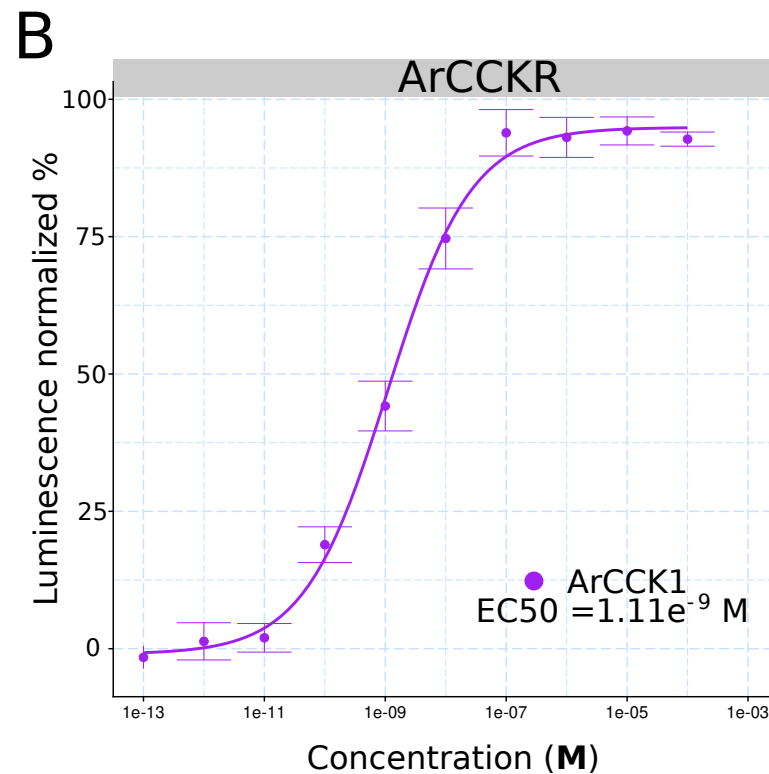 B
ArCCKR
Luminescence normalized %
100
75
50
25
0
ArCCK1
EC50 =1.11e⁻⁹ M
1e-13 1e-11 1e-09 1e-07 1e-05 1e-03
Concentration (M)